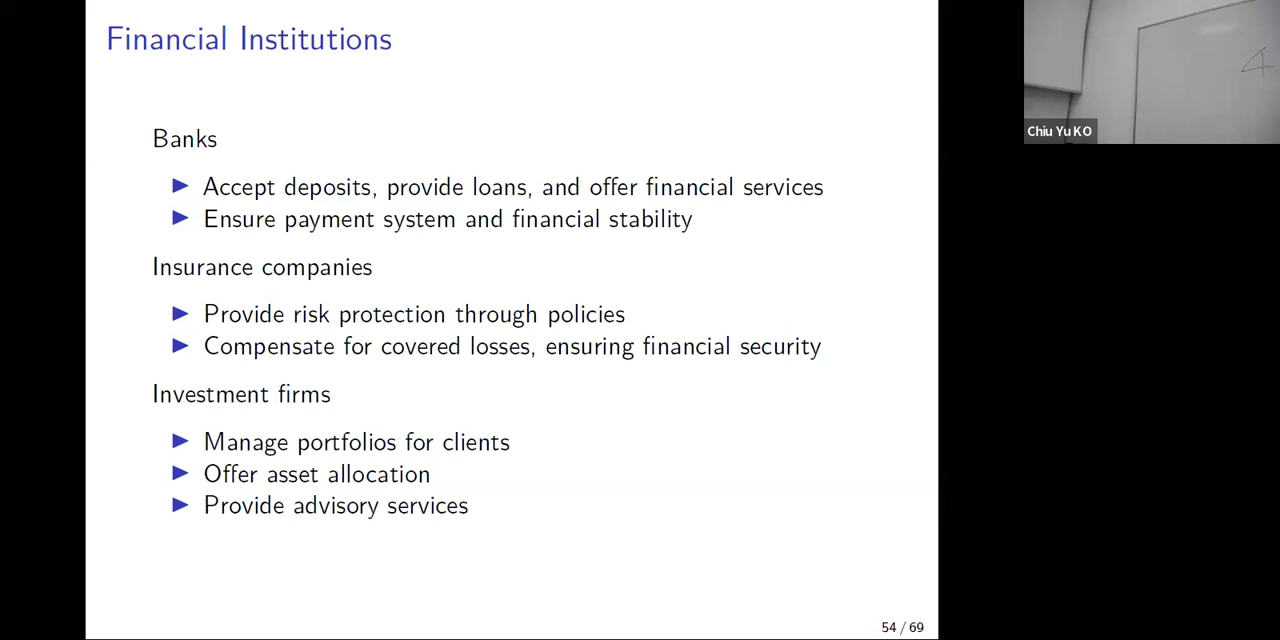 Financial Institutions
Banks
▶ Accept deposits, provide loans, and offer financial services
▶ Ensure payment system and financial stability
Insurance companies
▶ Provide risk protection through policies
▶ Compensate for covered losses, ensuring financial security
Investment firms
▶ Manage portfolios for clients
▶ Offer asset allocation
▶ Provide advisory services
54 / 69
4
Chiu Yu KO